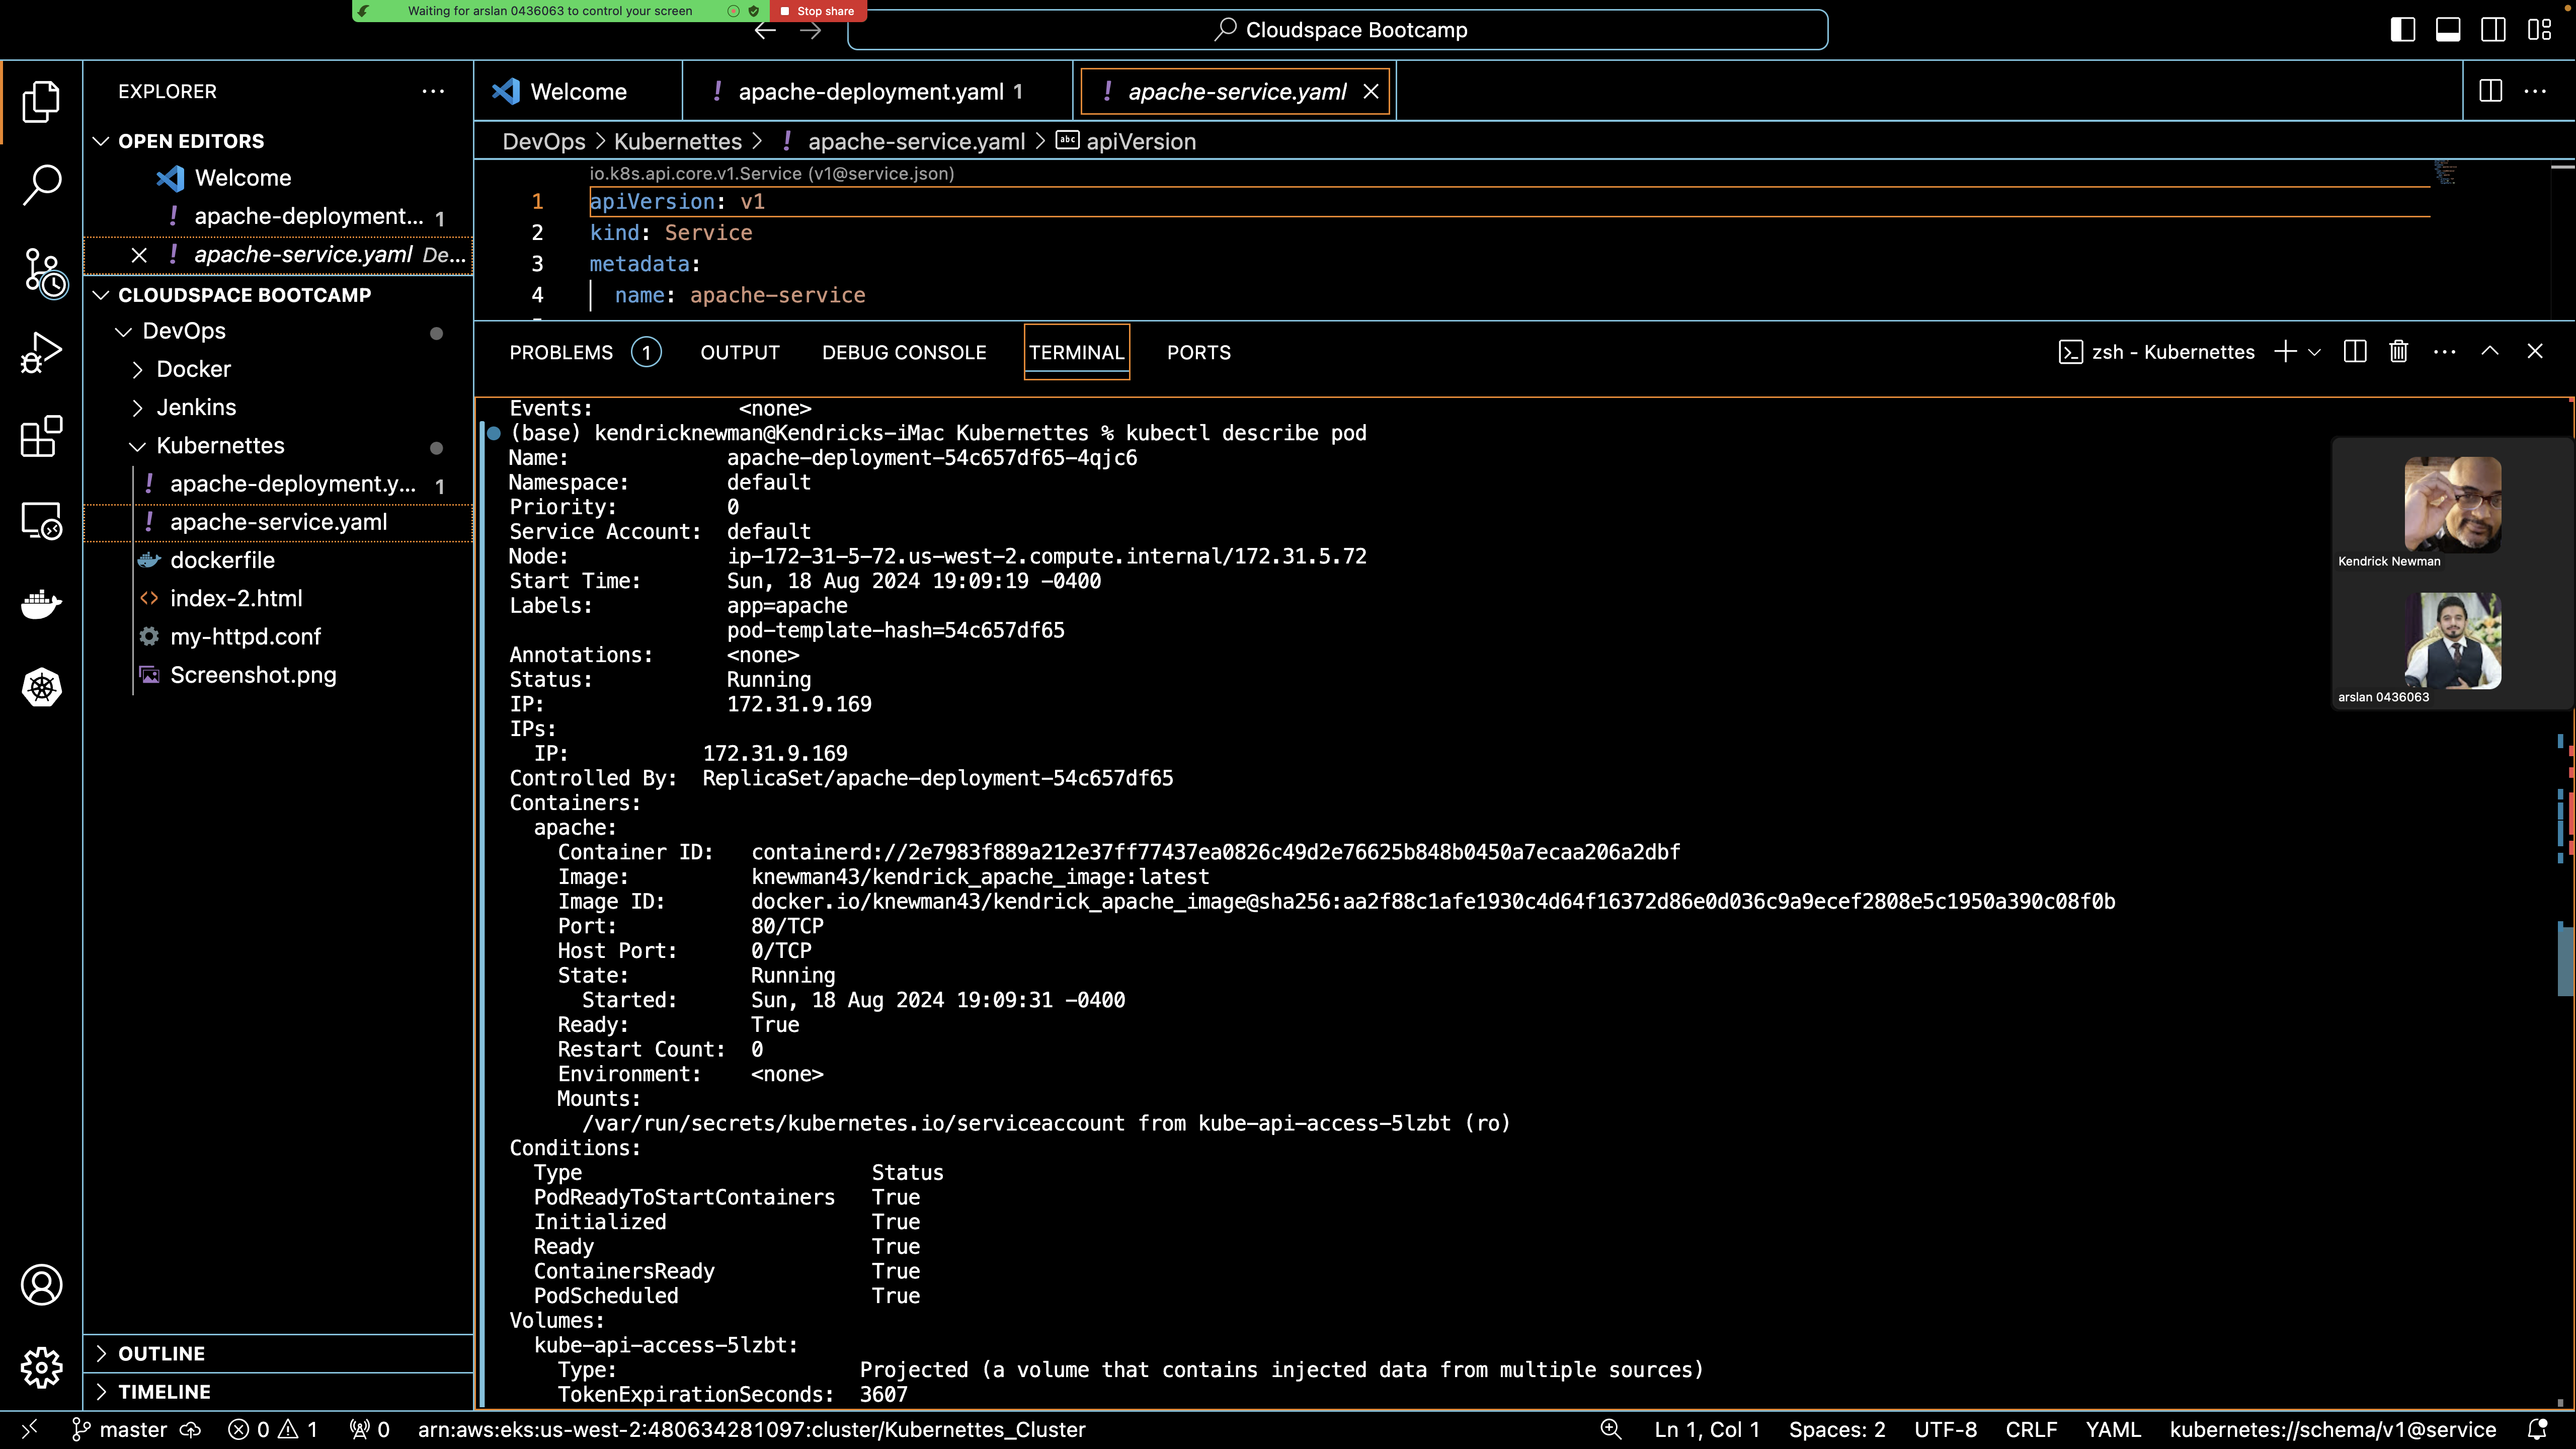 Waiting for arslan 0436063 to control your screen
Stop share
Cloudspace Bootcamp
EXPLORER
OPEN EDITORS
Welcome
apache-deployment... 1
apache-service.yaml De...
CLOUDSPACE BOOTCAMP
DevOps
Docker
Jenkins
Kubernettes
apache-deployment.y... 1
apache-service.yaml
dockerfile
index-2.html
my-httpd.conf
Screenshot.png
OUTLINE
TIMELINE
Welcome
apache-deployment.yaml 1
apache-service.yaml
DevOps > Kubernettes > ! apache-service.yaml > abc apiVersion
io.k8s.api.core.v1.Service (v1@service.json)
1 apiVersion: v1
2 kind: Service
3 metadata:
4 name: apache-service
PROBLEMS 1 OUTPUT DEBUG CONSOLE TERMINAL PORTS
zsh - Kubernettes
Events: <none>
(base) kendricknewman@Kendricks-iMac Kubernettes % kubectl describe pod
Name: apache-deployment-54c657df65-4qjc6
Namespace: default
Priority: 0
Service Account: default
Node: ip-172-31-5-72.us-west-2.compute.internal/172.31.5.72
Start Time: Sun, 18 Aug 2024 19:09:19 -0400
Labels: app=apache
pod-template-hash=54c657df65
Annotations: <none>
Status: Running
IP: 172.31.9.169
IPs:
IP: 172.31.9.169
Controlled By: ReplicaSet/apache-deployment-54c657df65
Containers:
apache:
Container ID: containerd://2e7983f889a212e37ff77437ea0826c49d2e76625b848b0450a7ecaa206a2dbf
Image: knewman43/kendrick_apache_image:latest
Image ID: docker.io/knewman43/kendrick_apache_image@sha256:aa2f88c1afe1930c4d64f16372d86e0d036c9a9ecef2808e5c1950a390c08f0b
Port: 80/TCP
Host Port: 0/TCP
State: Running
Started: Sun, 18 Aug 2024 19:09:31 -0400
Ready: True
Restart Count: 0
Environment: <none>
Mounts:
/var/run/secrets/kubernetes.io/serviceaccount from kube-api-access-5lzbt (ro)
Conditions:
Type Status
PodReadyToStartContainers True
Initialized True
Ready True
ContainersReady True
PodScheduled True
Volumes:
kube-api-access-5lzbt:
Type: Projected (a volume that contains injected data from multiple sources)
TokenExpirationSeconds: 3607
Kendrick Newman
arslan 0436063
master 0 1 0 arn:aws:eks:us-west-2:480634281097:cluster/Kubernettes_Cluster
Ln 1, Col 1 Spaces: 2 UTF-8 CRLF YAML kubernetes://schema/v1@service